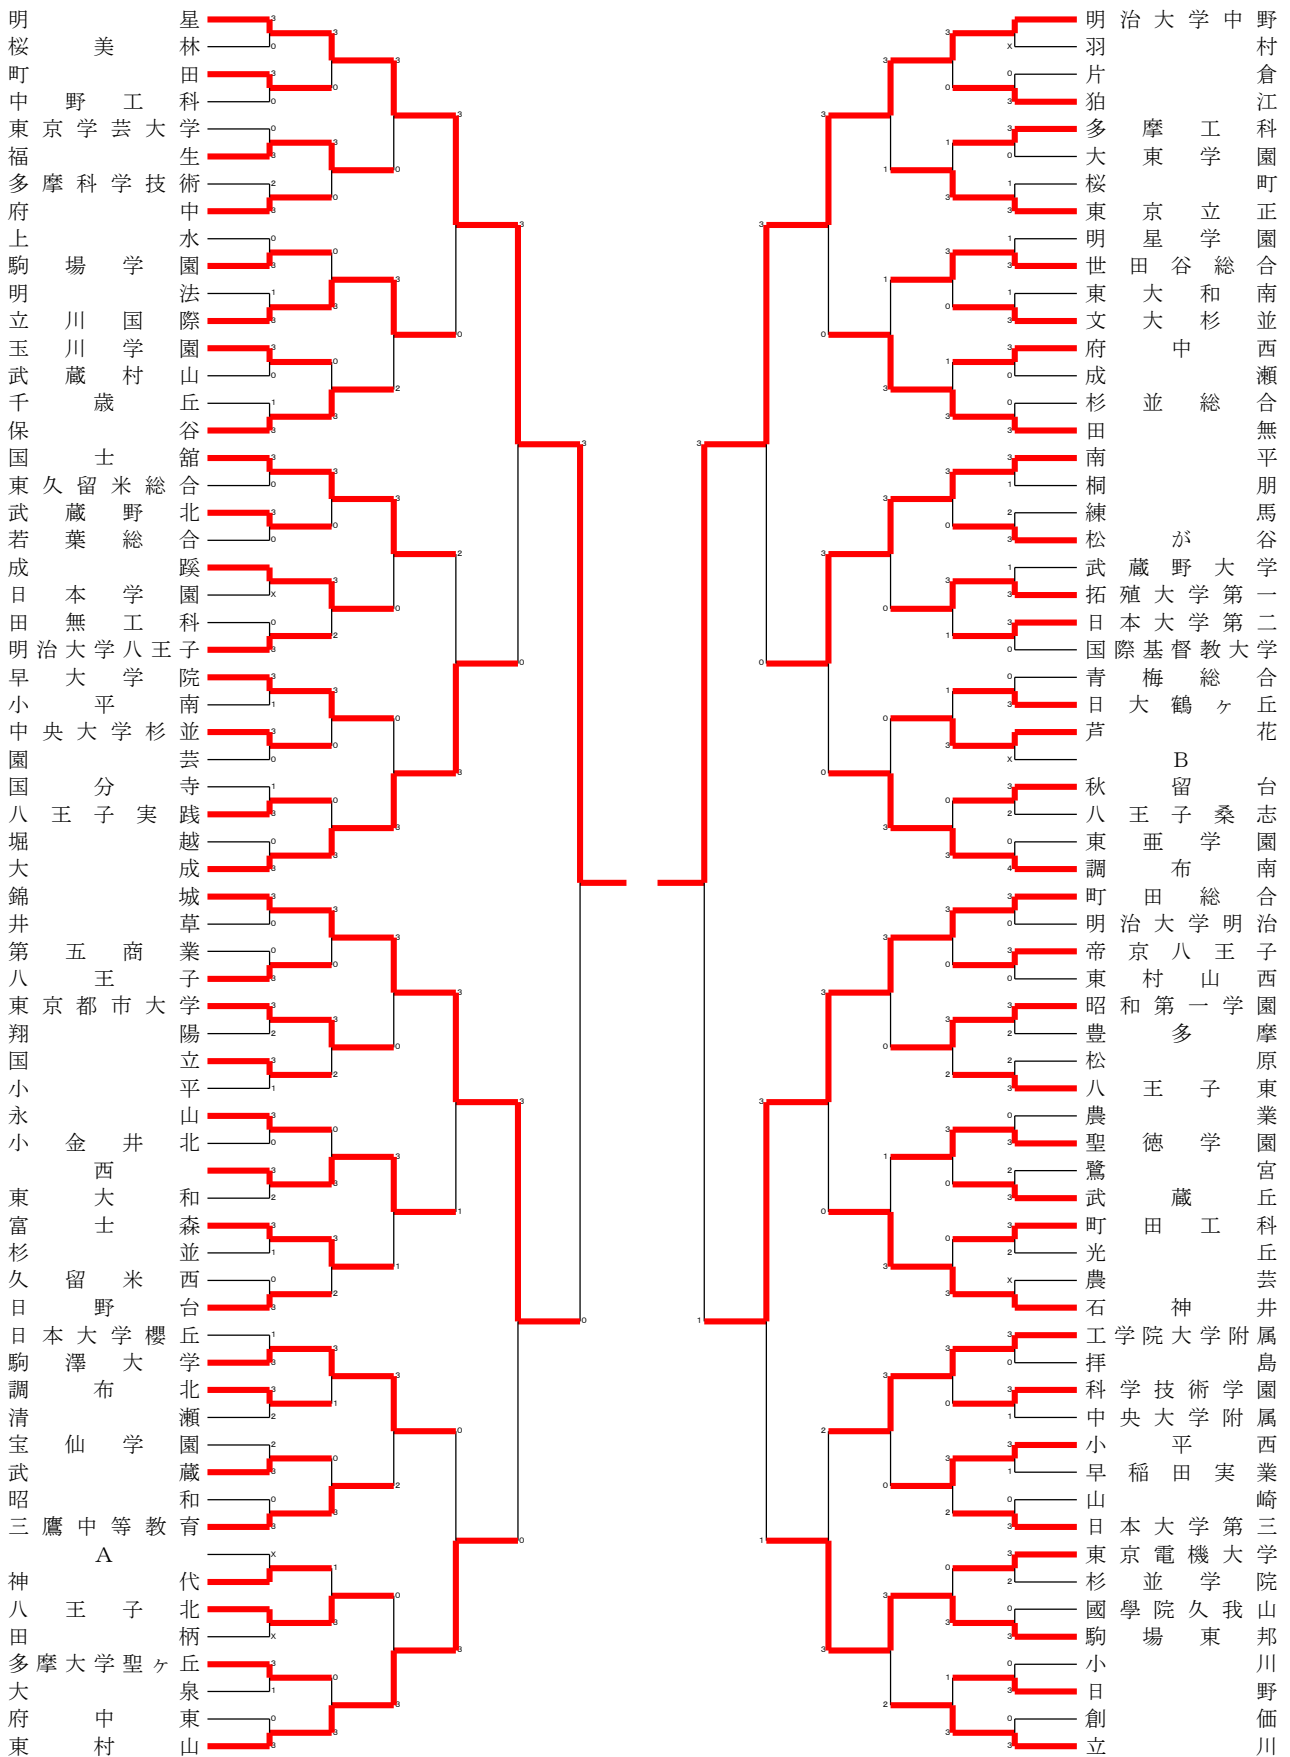 明星
桜美林
町田
中野工科
東京学芸大学
福生
多摩科学技術
府中
上水
駒場学園
明法
立川国際
玉川学園
武蔵村山
千歳丘
保谷
国士舘
東久留米総合
武蔵野北
若葉総合
成蹊
日本学園
田無工科
明治大学八王子
早大学院
小平南
中央大学杉並
園芸
国分寺
八王子実践
堀越
大成
錦城
井草
第五商業
八王子
東京都市大学
翔陽
国立
小平
永山
小金井北
西
東大和
富士森
杉並
久留米西
日野台
日本大学櫻丘
駒澤大学
調布北
清瀬
宝仙学園
武蔵
昭和
三鷹中等教育
A
神代
八王子北
田柄
多摩大学聖ヶ丘
大泉
府中東
東村山
明治大学中野
羽村
片倉
狛江
多摩工科
大東学園
桜町
東京立正
明星学園
世田谷総合
東大和南
文大杉並
府中西
成瀬
杉並総合
田無
南平
桐朋
練馬
松が谷
武蔵野大学
拓殖大学第一
日本大学第二
国際基督教大学
青梅総合
日大鶴ヶ丘
芦花
B
秋留台
八王子桑志
東亜学園
調布南
町田総合
明治大学明治
帝京八王子
東村山西
昭和第一学園
豊多摩
松原
八王子東
農業
聖徳学園
鷺宮
武蔵丘
町田工科
光丘
農芸
石神井
工学院大学附属
拝島
科学技術学園
中央大学附属
小平西
早稲田実業
山崎
日本大学第三
東京電機大学
杉並学院
國學院久我山
駒場東邦
小川
日野
創価
立川